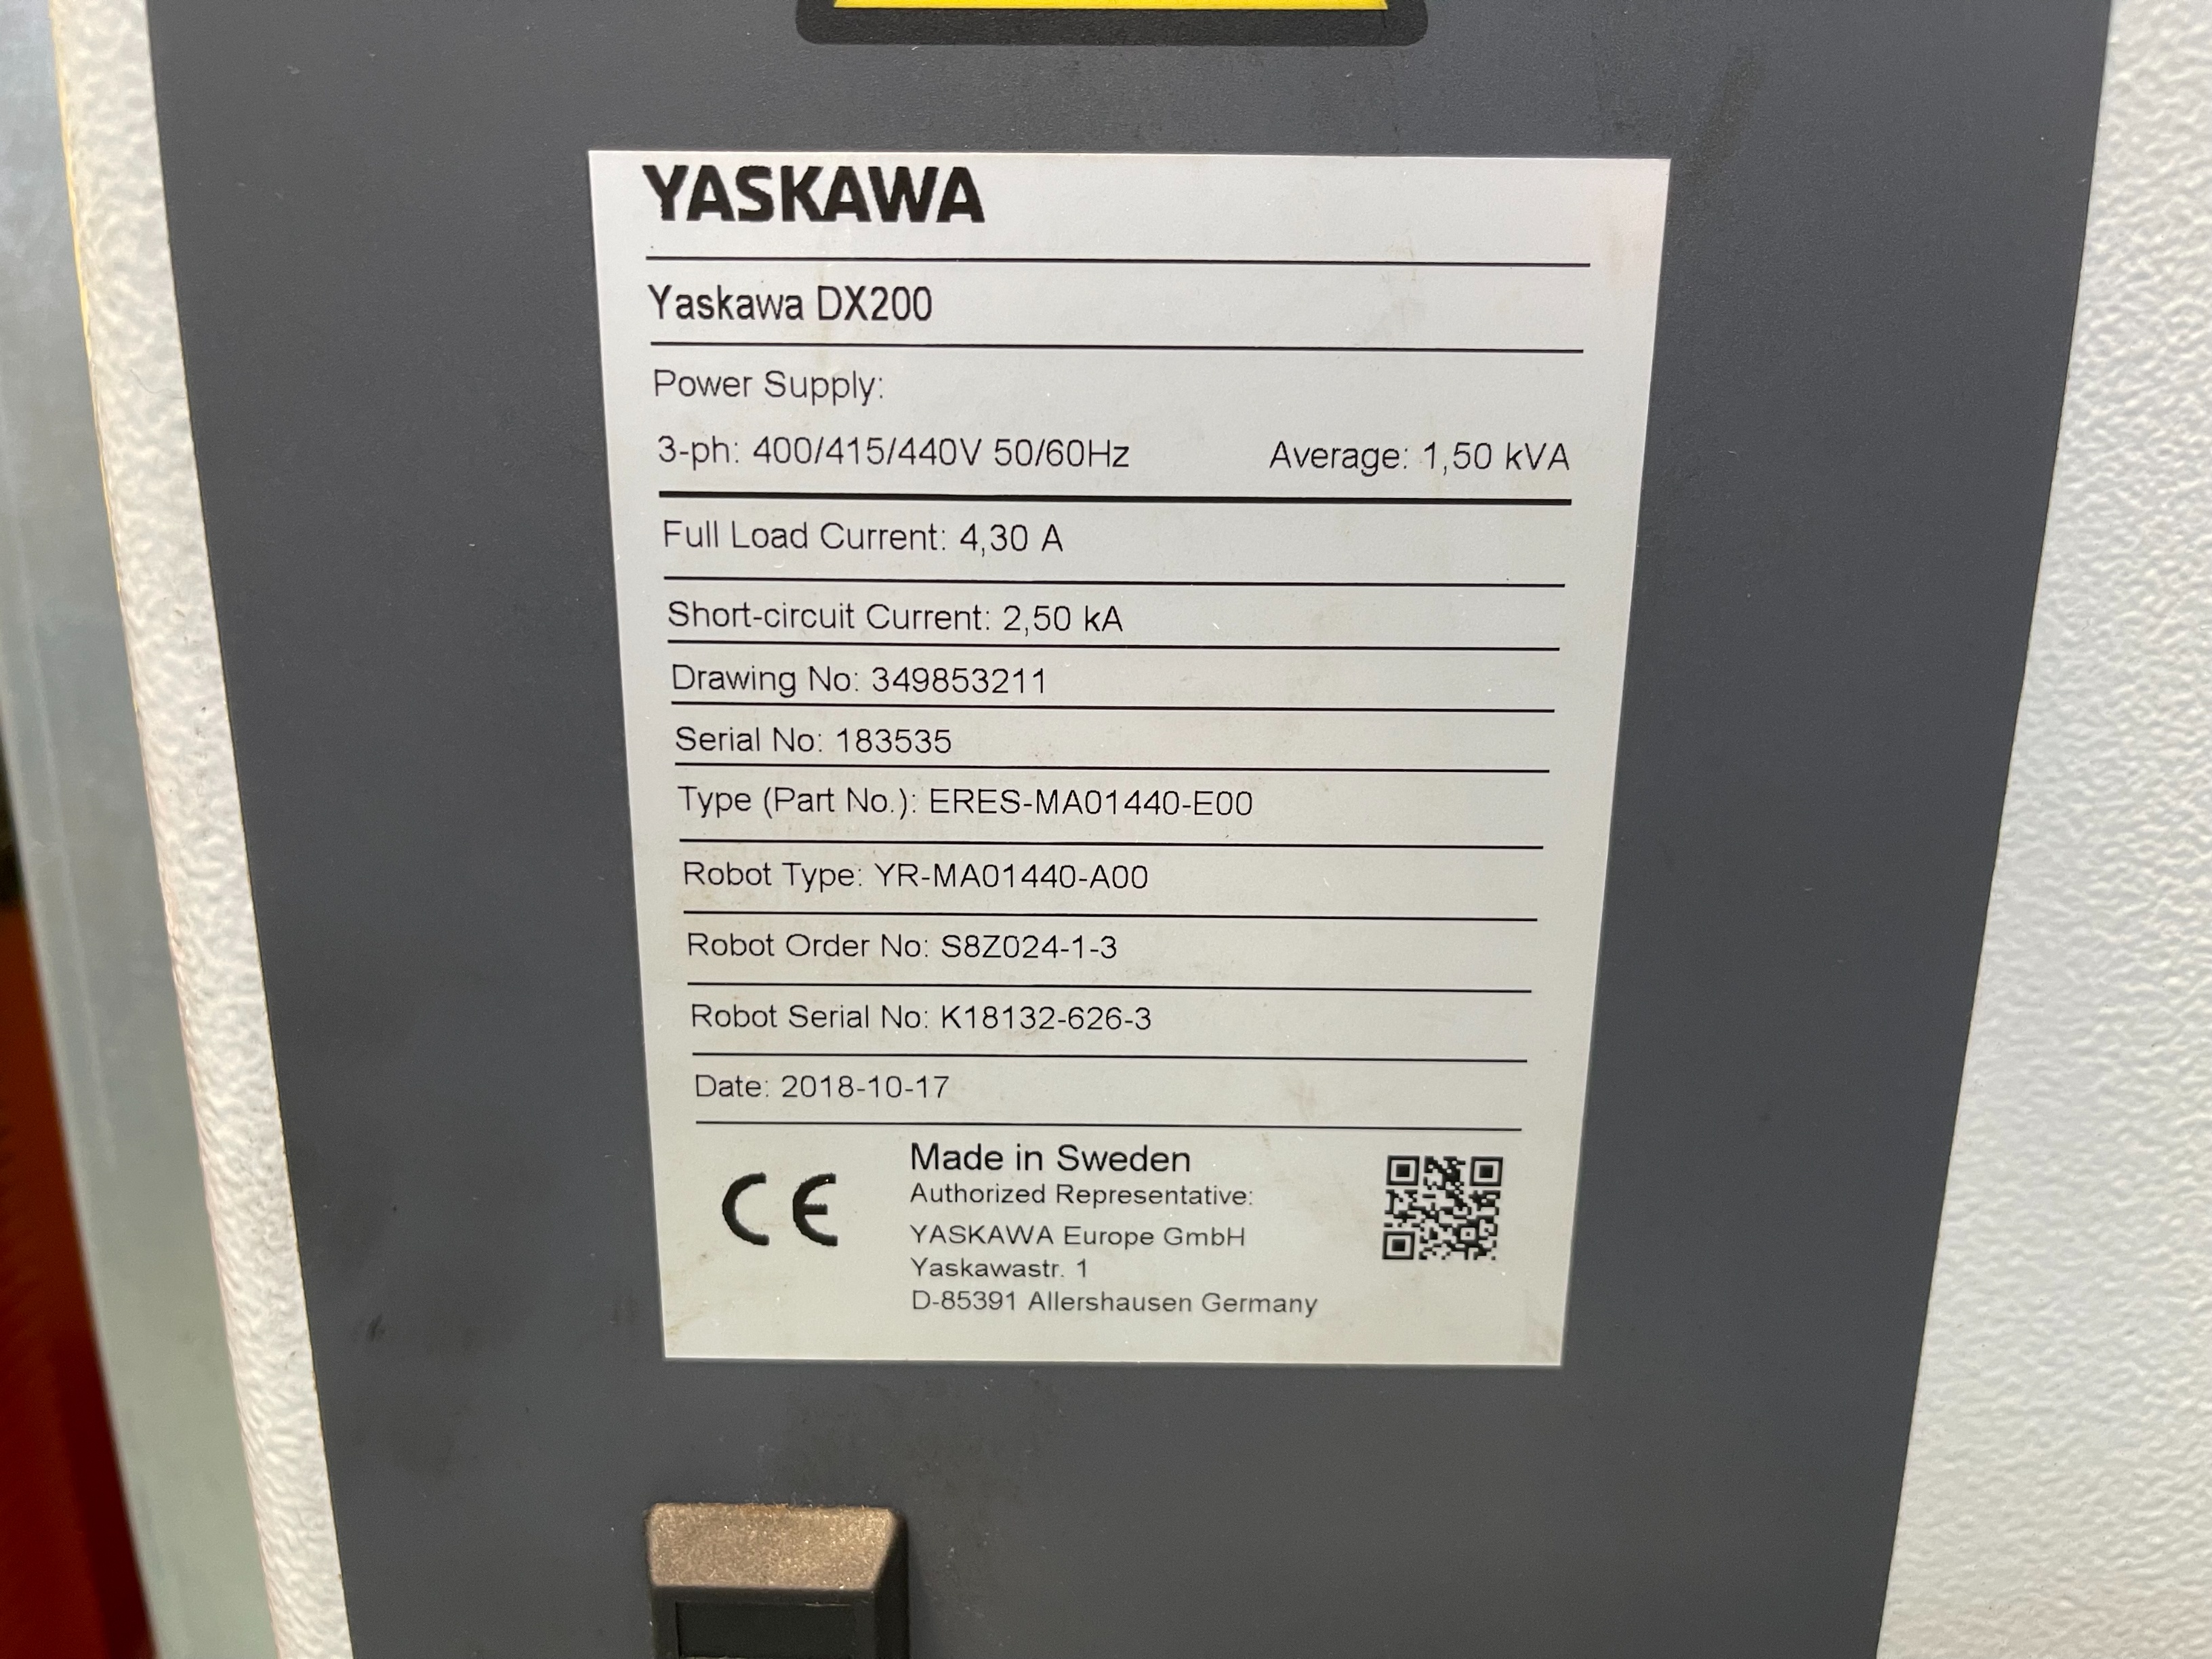 YASKAWA
Yaskawa DX200
Power Supply:
3-ph: 400/415/440V 50/60Hz Average: 1,50 kVA
Full Load Current: 4,30 A
Short-circuit Current: 2,50 kA
Drawing No: 349853211
Serial No: 183535
Type (Part No.): ERES-MA01440-E00
Robot Type: YR-MA01440-A00
Robot Order No: S8Z024-1-3
Robot Serial No: K18132-626-3
Date: 2018-10-17
CE
Made in Sweden
Authorized Representative:
YASKAWA Europe GmbH
Yaskawastr. 1
D-85391 Allershausen Germany